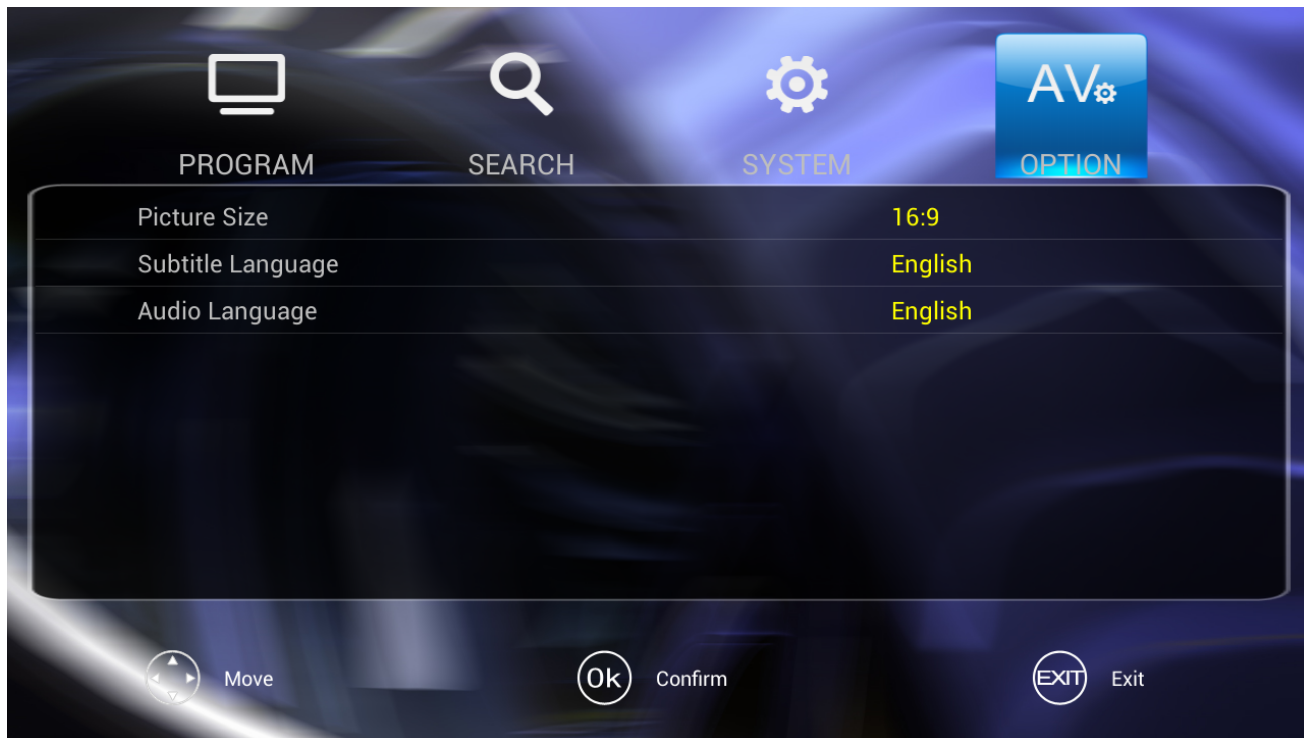 AV
PROGRAM SEARCH SYSTEM OPTION
Picture Size 16:9
Subtitle Language English
Audio Language English
Move Ok Confirm EXIT Exit